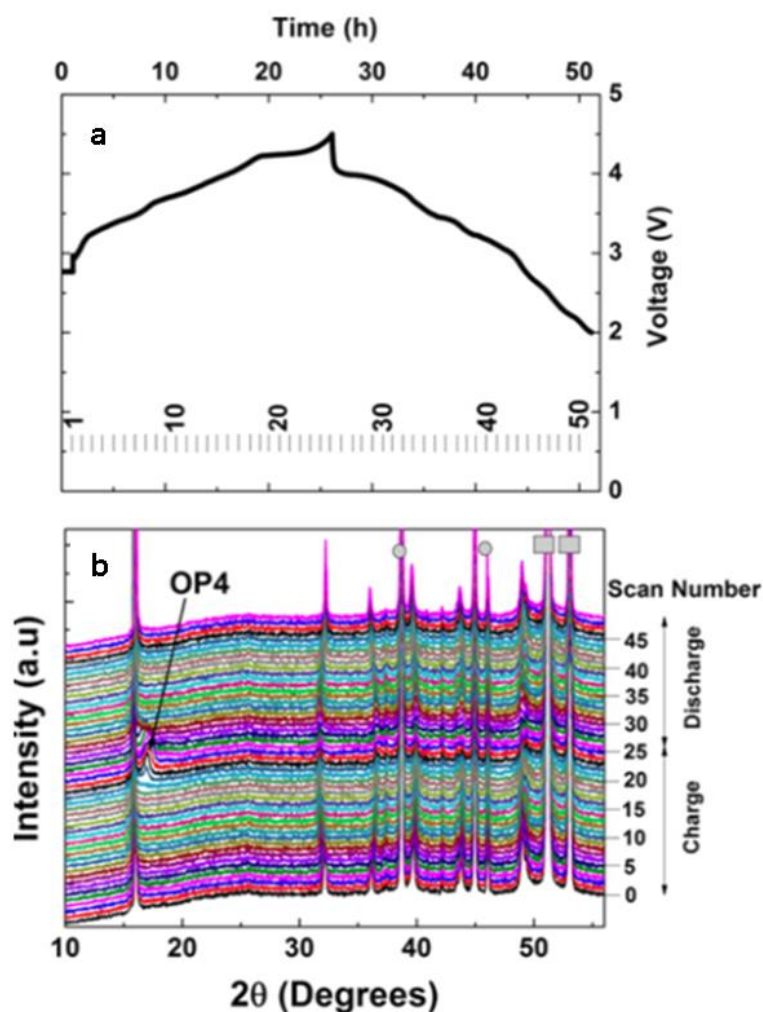 Time (h)
0 10 20 30 40 50
a
5
4
3
2
1
0
Voltage (V)
1 10 20 30 40 50
b
OP4
Scan Number
45
40
35
30
25
20
15
10
5
0
Discharge
Charge
Intensity (a.u)
10 20 30 40 50
2θ (Degrees)